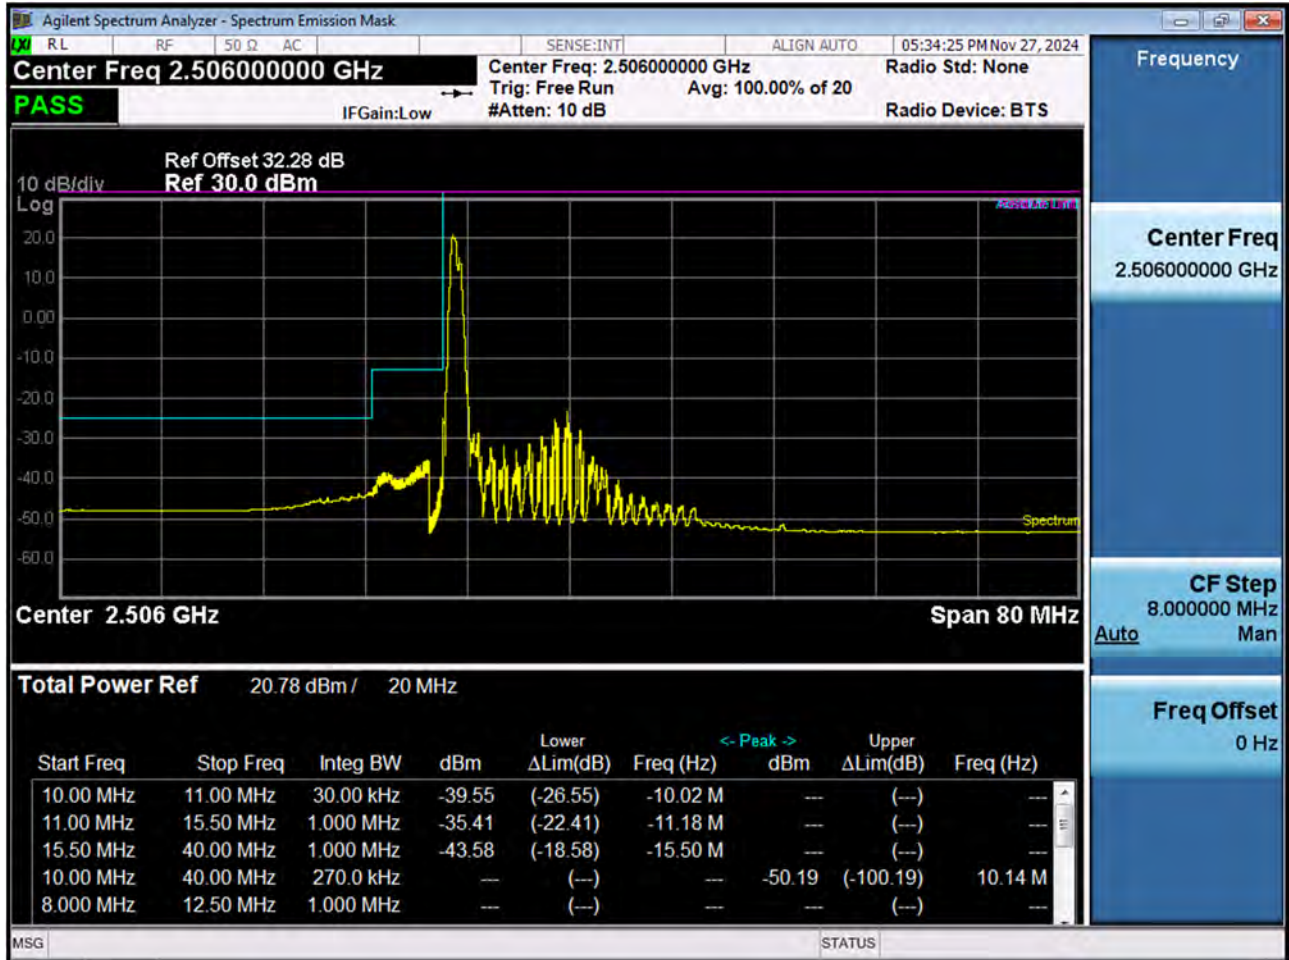 Agilent Spectrum Analyzer - Spectrum Emission Mask
LXI RL RF 50 Ω AC SENSE:INT ALIGN AUTO 05:34:25 PM Nov 27, 2024
Center Freq 2.506000000 GHz
Center Freq: 2.506000000 GHz Radio Std: None
Trig: Free Run Avg: 100.00% of 20
PASS IFGain:Low #Atten: 10 dB Radio Device: BTS
Ref Offset 32.28 dB
10 dB/div Ref 30.0 dBm
Log
Absolute Limit
20.0
10.0
0.00
-10.0
-20.0
-30.0
-40.0
-50.0
Spectrum
-60.0
Center 2.506 GHz Span 80 MHz
Total Power Ref 20.78 dBm / 20 MHz
Lower <- Peak -> Upper
Start Freq Stop Freq Integ BW dBm ΔLim(dB) Freq (Hz) dBm ΔLim(dB) Freq (Hz)
10.00 MHz 11.00 MHz 30.00 kHz -39.55 (-26.55) -10.02 M --- (---) ---
11.00 MHz 15.50 MHz 1.000 MHz -35.41 (-22.41) -11.18 M --- (---) ---
15.50 MHz 40.00 MHz 1.000 MHz -43.58 (-18.58) -15.50 M --- (---) ---
10.00 MHz 40.00 MHz 270.0 kHz --- (---) --- -50.19 (-100.19) 10.14 M
8.000 MHz 12.50 MHz 1.000 MHz --- (---) --- --- (---) ---
MSG STATUS
Frequency
Center Freq
2.506000000 GHz
CF Step
8.000000 MHz
Auto Man
Freq Offset
0 Hz